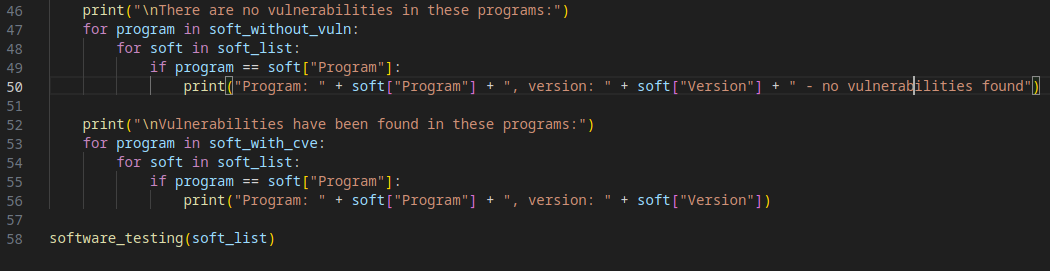 46 print("\nThere are no vulnerabilities in these programs:")
47 for program in soft_without_vuln:
48 for soft in soft_list:
49 if program == soft["Program"]:
50 print("Program: " + soft["Program"] + ", version: " + soft["Version"] + " - no vulnerabilities found")
51
52 print("\nVulnerabilities have been found in these programs:")
53 for program in soft_with_cve:
54 for soft in soft_list:
55 if program == soft["Program"]:
56 print("Program: " + soft["Program"] + ", version: " + soft["Version"])
57
58 software_testing(soft_list)